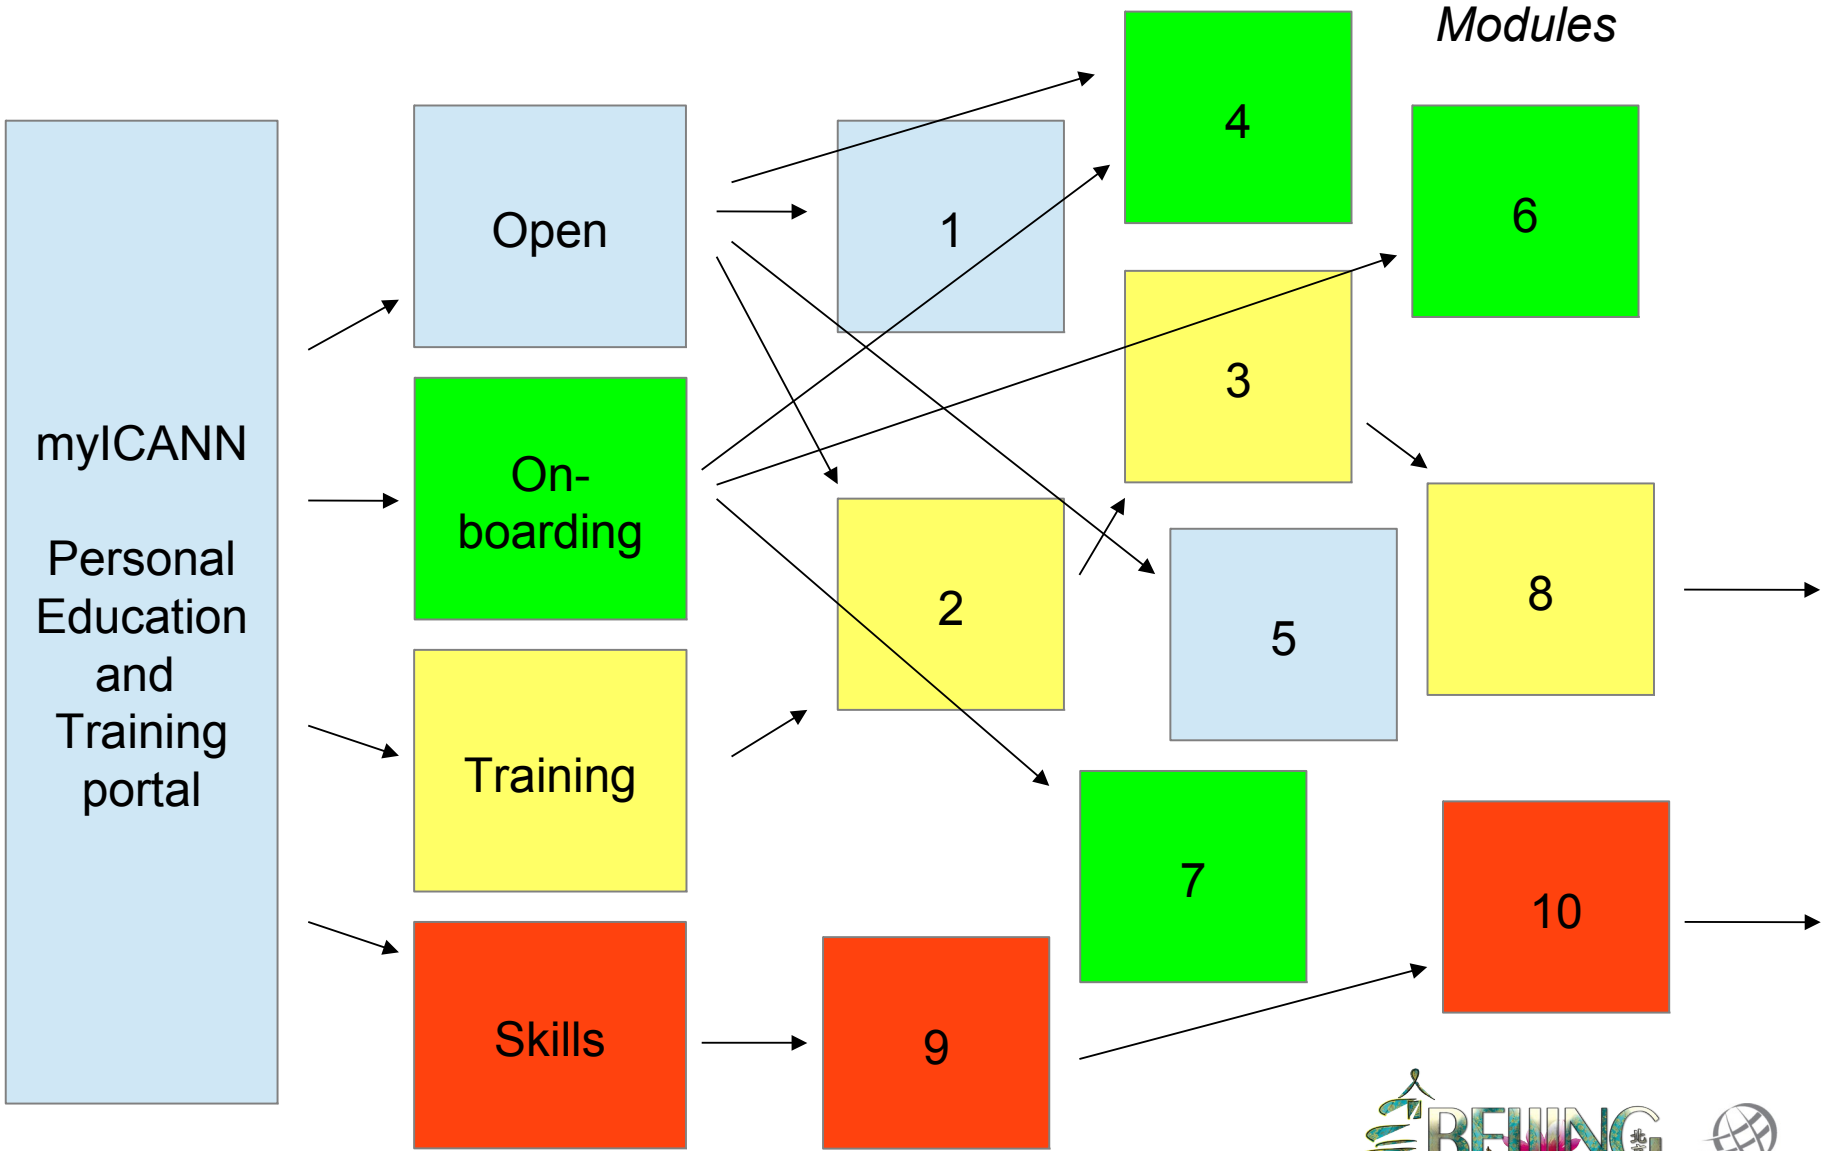 Modules
myICANN
Personal
Education
and
Training
portal
Open
On-
boarding
Training
Skills
1
2
3
4
5
6
7
8
9
10
BEIJING